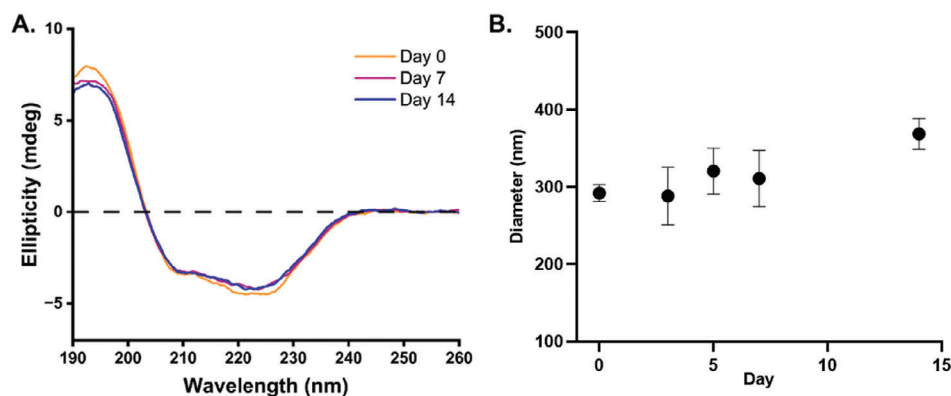 A.
10
5
0
−5
190 200 210 220 230 240 250 260
Wavelength (nm)
Ellipticity (mdeg)
Day 0
Day 7
Day 14
B.
500
400
300
200
100
0 5 10 15
Day
Diameter (nm)